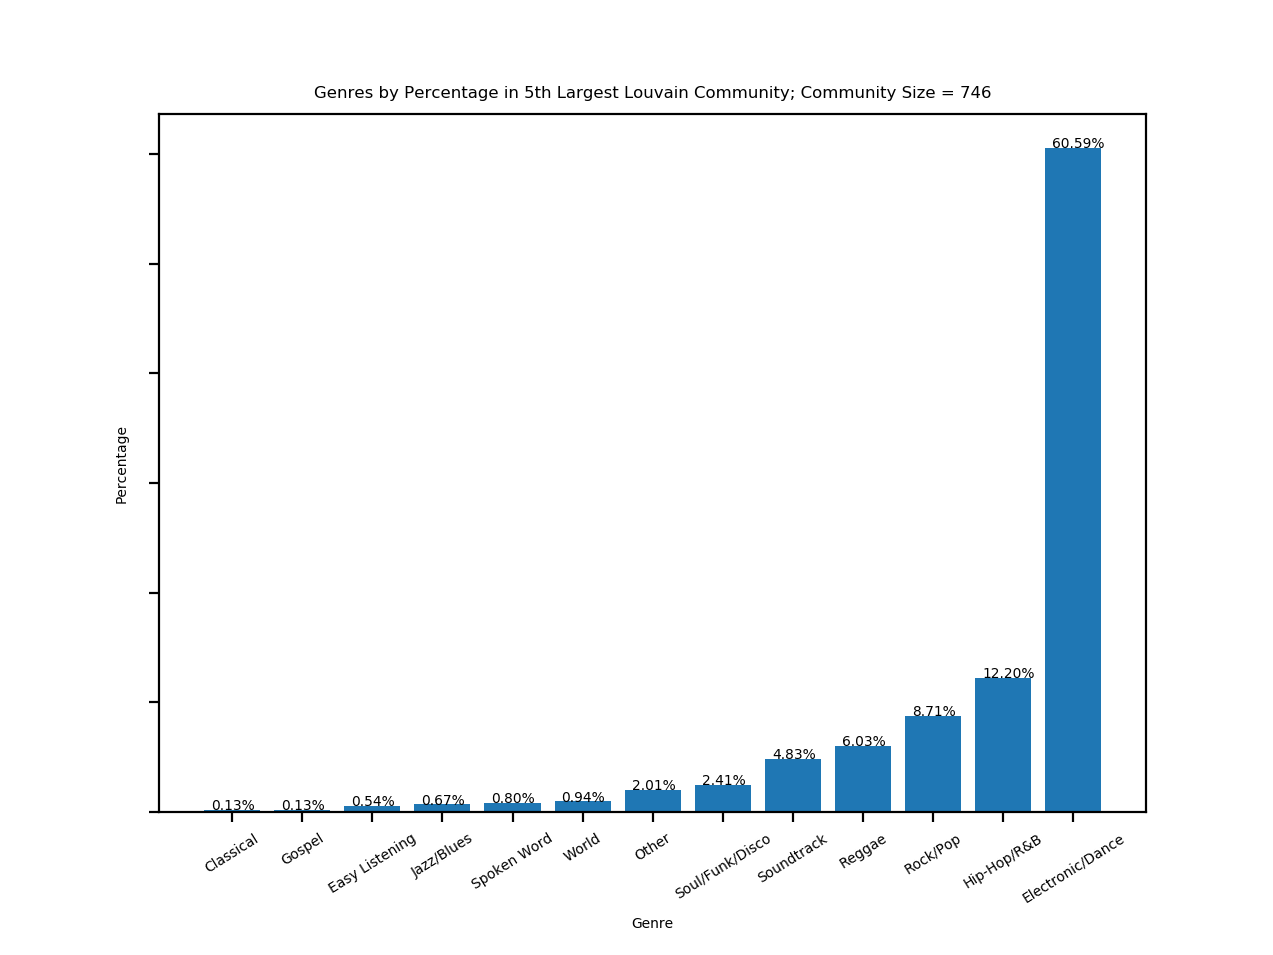 Genres by Percentage in 5th Largest Louvain Community; Community Size = 746
Percentage
0.13%
0.13%
0.54%
0.67%
0.80%
0.94%
2.01%
2.41%
4.83%
6.03%
8.71%
12.20%
60.59%
Classical
Gospel
Easy Listening
Jazz/Blues
Spoken Word
World
Other
Soul/Funk/Disco
Soundtrack
Reggae
Rock/Pop
Hip-Hop/R&B
Electronic/Dance
Genre